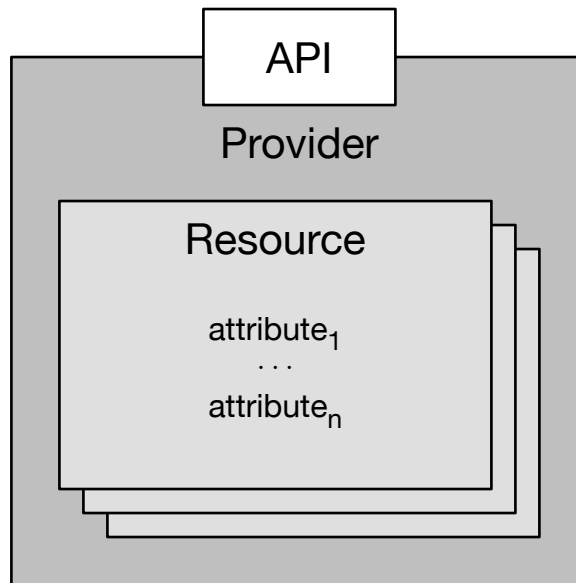 API
Provider
Resource
attribute₁
. . .
attributeₙ